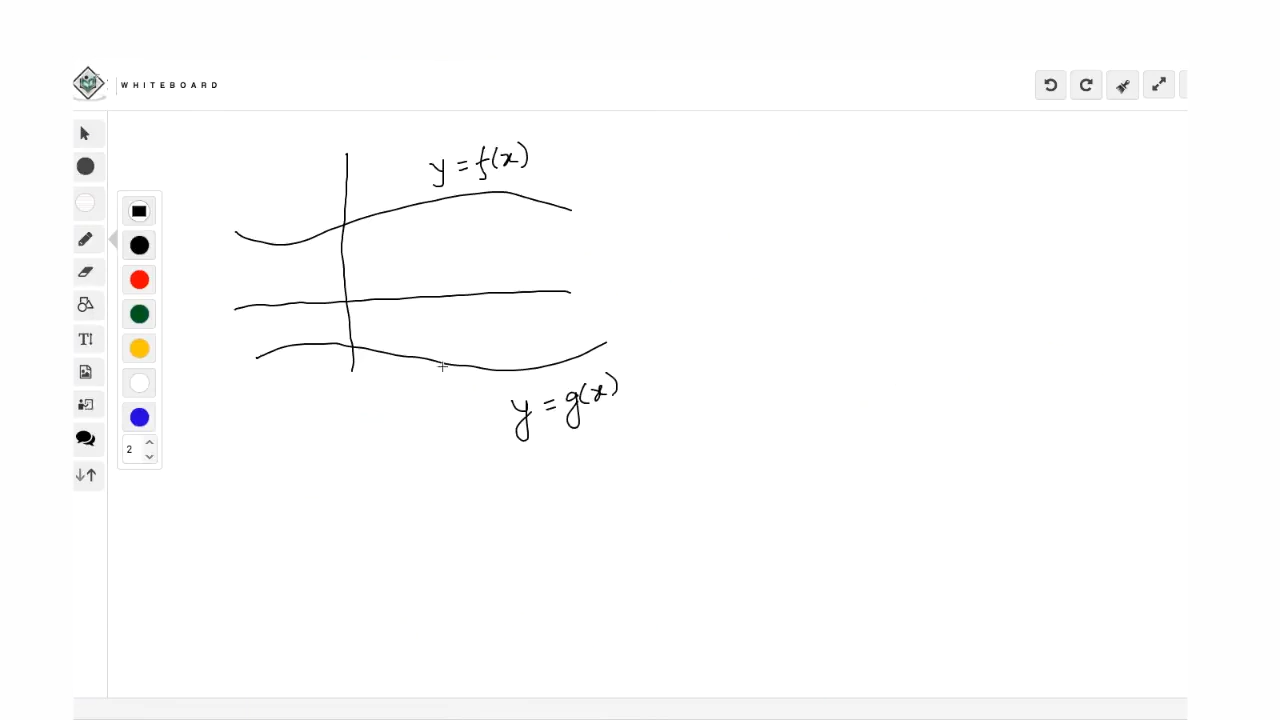 WHITEBOARD
y = f(x)
y = g(x)
T
2